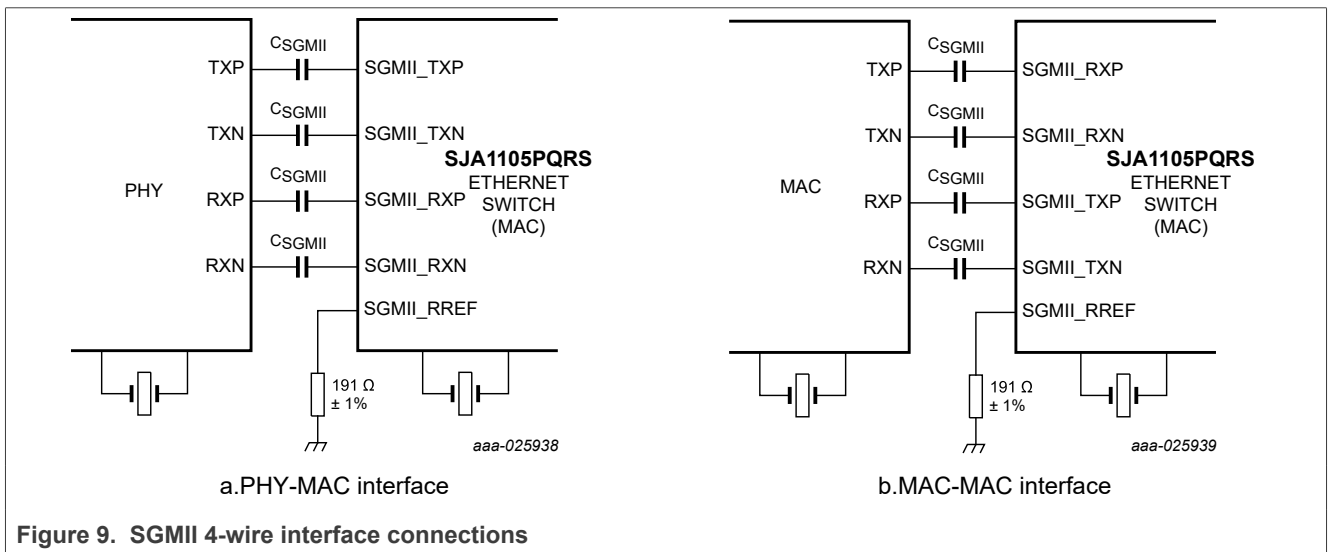 CSGMII
TXP
SGMII_TXP
CSGMII
TXN
SGMII_TXN
SJA1105PQRS
ETHERNET
SWITCH
(MAC)
PHY
CSGMII
RXP
SGMII_RXP
CSGMII
RXN
SGMII_RXN
SGMII_RREF
191 Ω
± 1%
aaa-025938
a.PHY-MAC interface
CSGMII
TXP
SGMII_RXP
CSGMII
TXN
SGMII_RXN
SJA1105PQRS
ETHERNET
SWITCH
(MAC)
MAC
CSGMII
RXP
SGMII_TXP
CSGMII
RXN
SGMII_TXN
SGMII_RREF
191 Ω
± 1%
aaa-025939
b.MAC-MAC interface
Figure 9. SGMII 4-wire interface connections